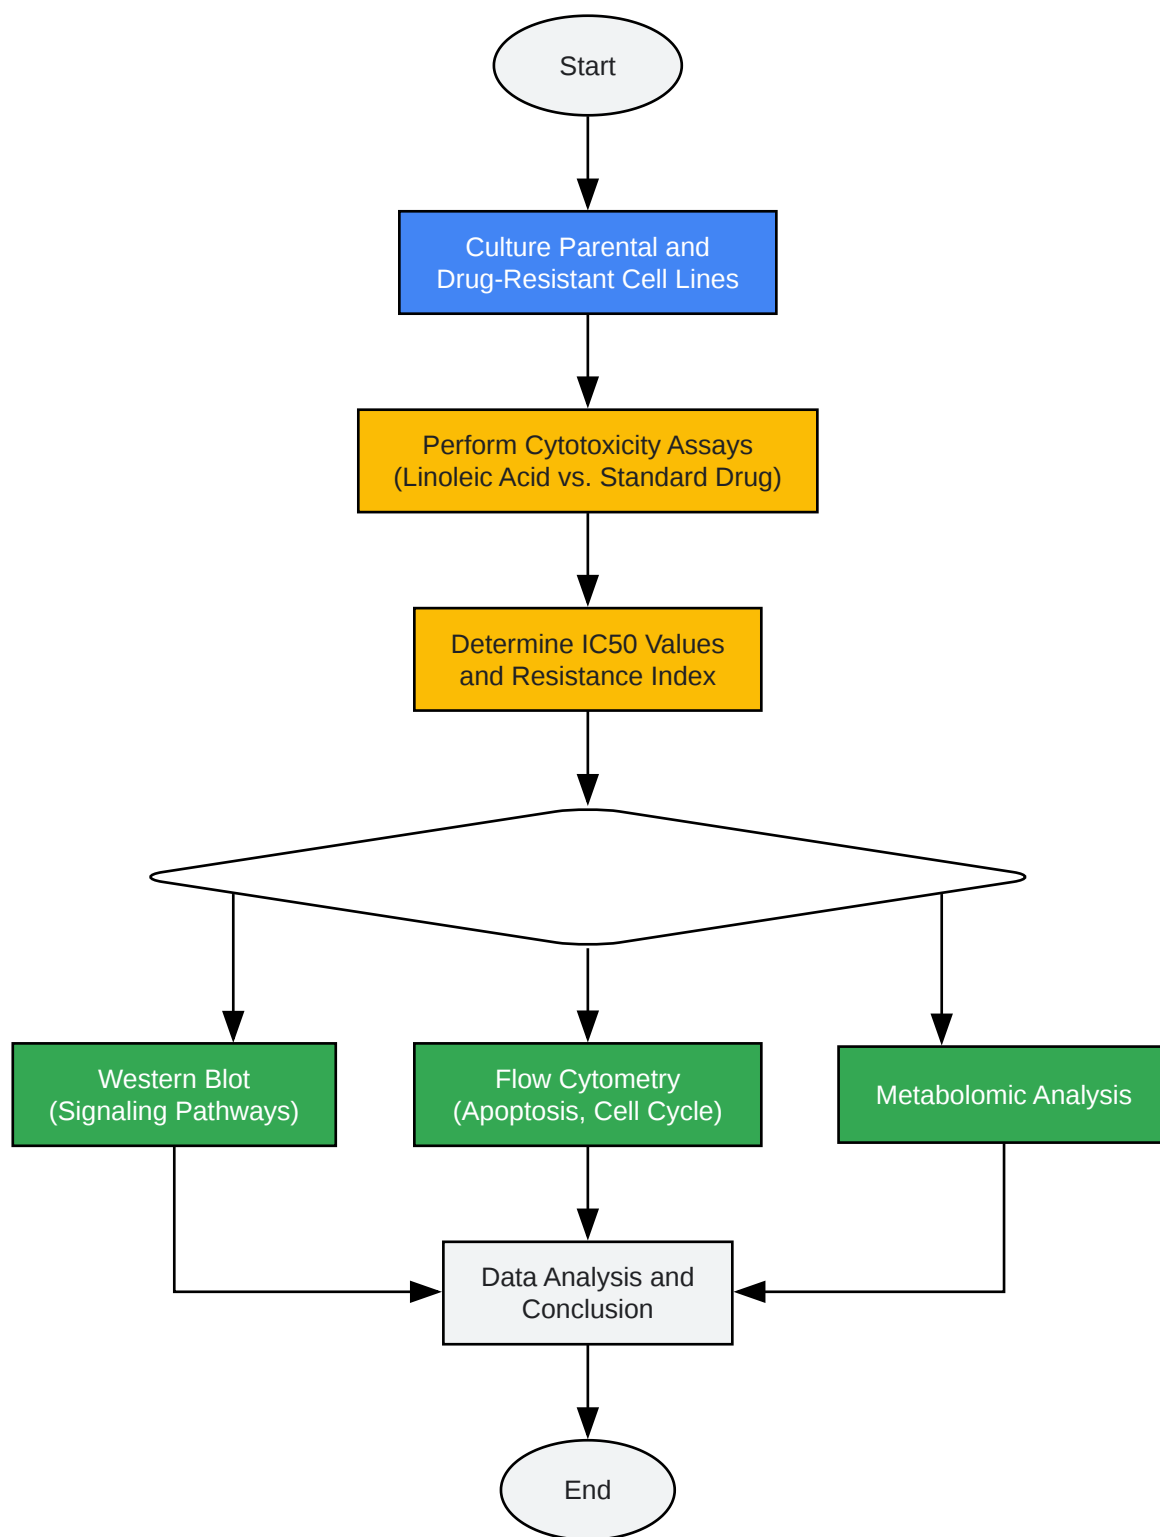 Start
Culture Parental and
Drug-Resistant Cell Lines
Perform Cytotoxicity Assays
(Linoleic Acid vs. Standard Drug)
Determine IC50 Values
and Resistance Index
Western Blot
(Signaling Pathways)
Flow Cytometry
(Apoptosis, Cell Cycle)
Metabolomic Analysis
Data Analysis and
Conclusion
End